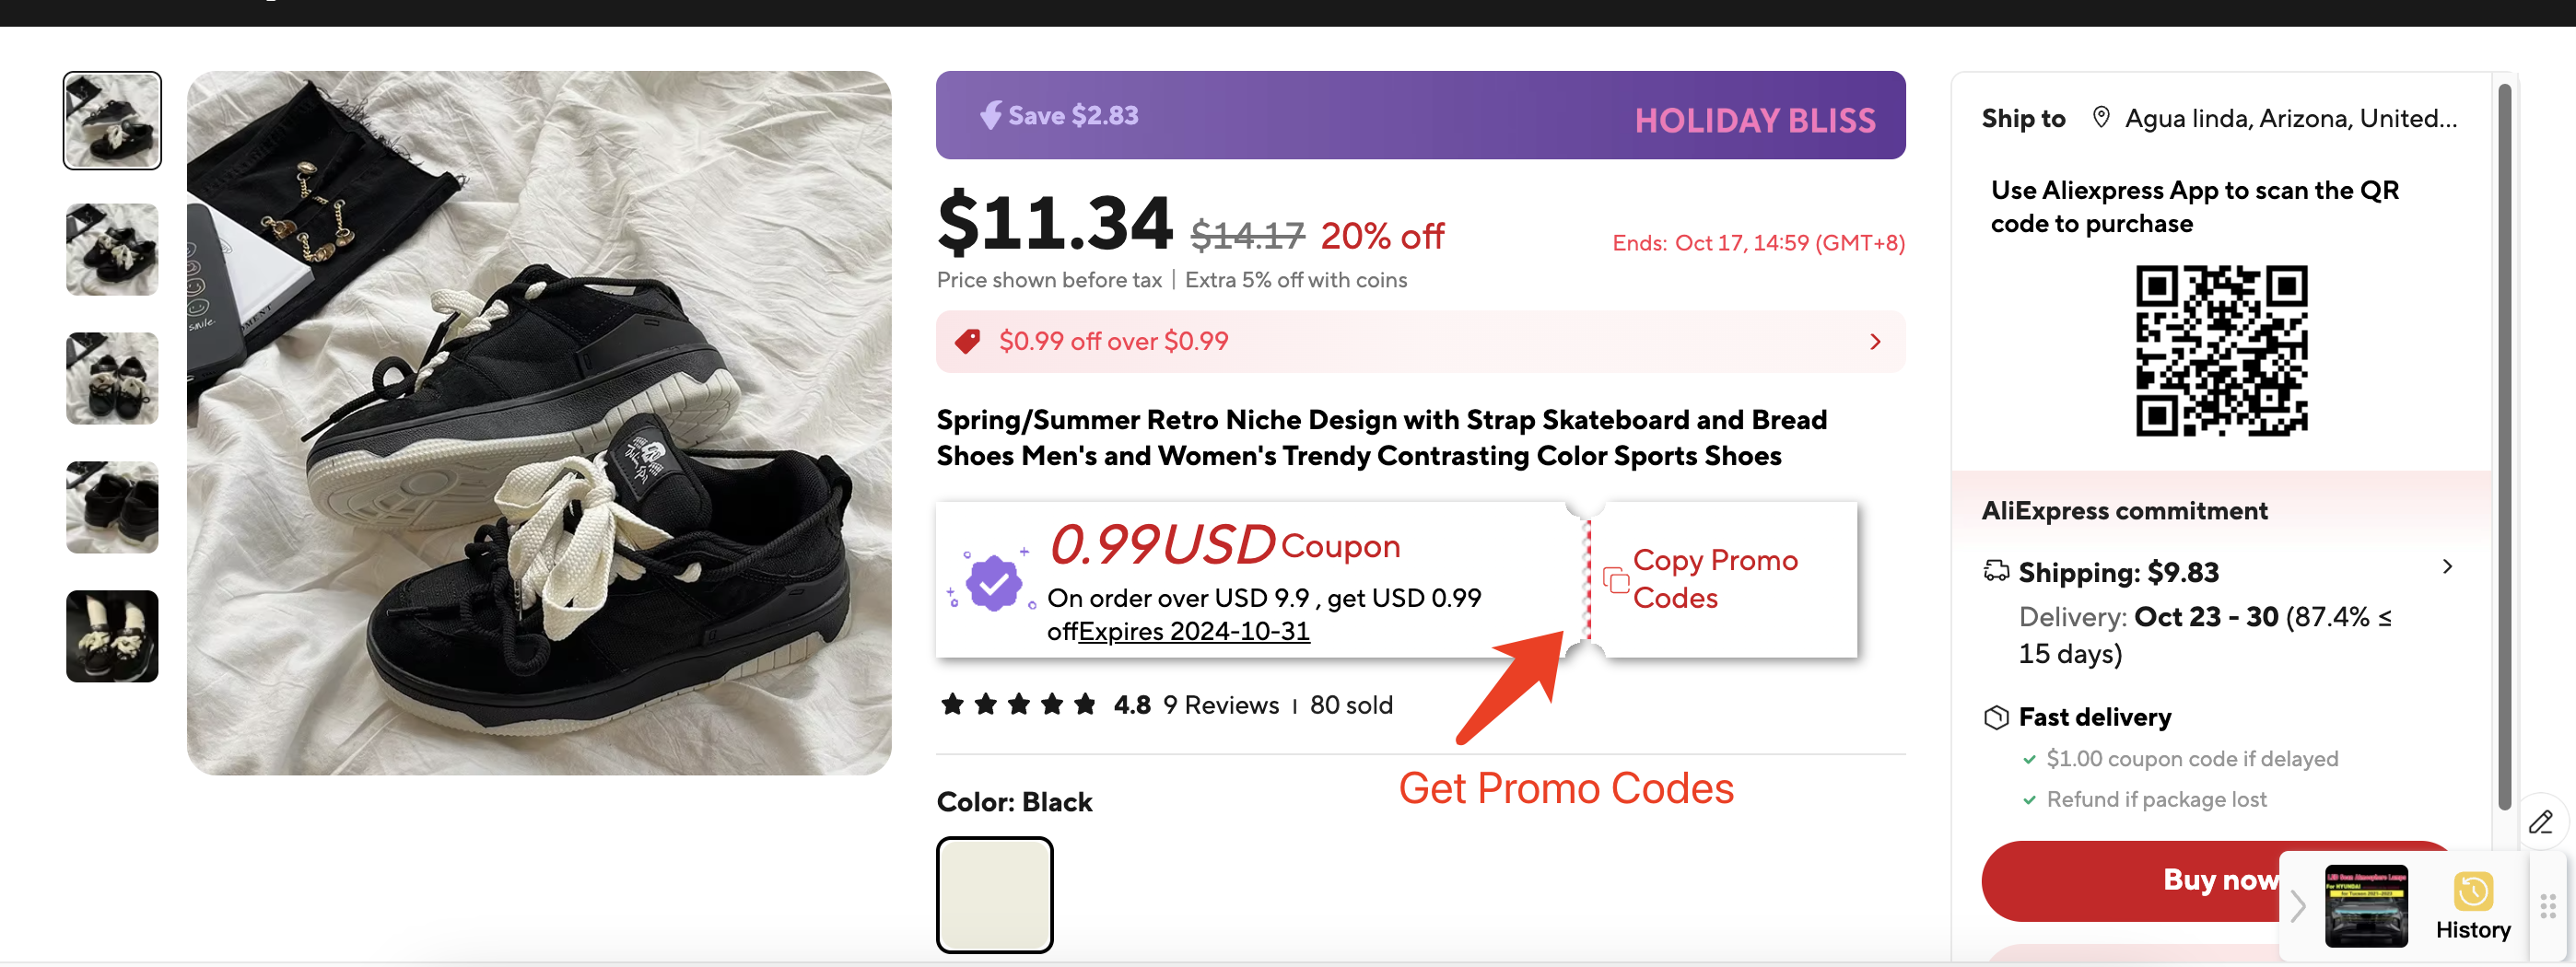 Save $2.83
HOLIDAY BLISS
$11.34 $14.17 20% off
Ends: Oct 17, 14:59 (GMT+8)
Price shown before tax | Extra 5% off with coins
$0.99 off over $0.99
Spring/Summer Retro Niche Design with Strap Skateboard and Bread
Shoes Men's and Women's Trendy Contrasting Color Sports Shoes
0.99USD Coupon
On order over USD 9.9 , get USD 0.99
offExpires 2024-10-31
Copy Promo
Codes
4.8 9 Reviews | 80 sold
Get Promo Codes
Color: Black
Ship to Agua linda, Arizona, United...
Use Aliexpress App to scan the QR
code to purchase
AliExpress commitment
Shipping: $9.83
Delivery: Oct 23 - 30 (87.4% ≤
15 days)
Fast delivery
$1.00 coupon code if delayed
Refund if package lost
Buy now
History
smile.